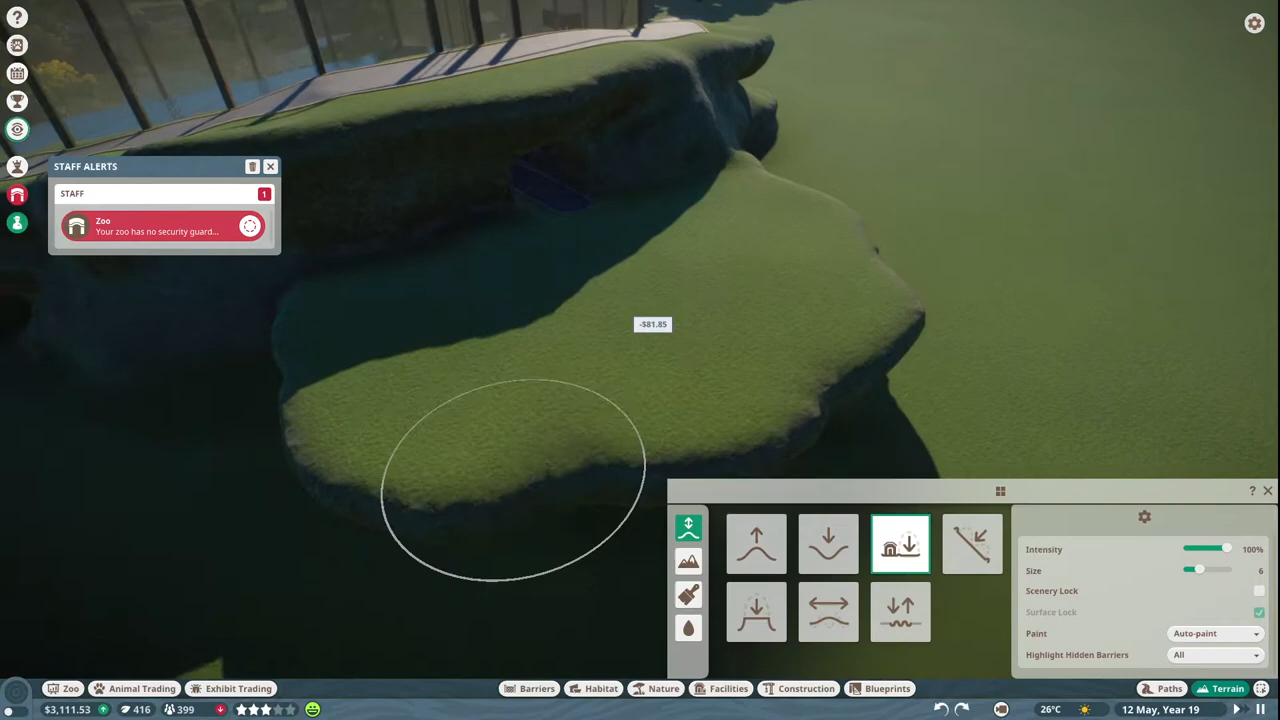 STAFF ALERTS
STAFF
1
Zoo
Your zoo has no security guard...
-$81.85
?
Intensity 100%
Size 6
Scenery Lock
Surface Lock
Paint Auto-paint
Highlight Hidden Barriers All
Zoo Animal Trading Exhibit Trading Barriers Habitat Nature Facilities Construction Blueprints Paths Terrain
$3,111.53 416 399 26°C 12 May, Year 19